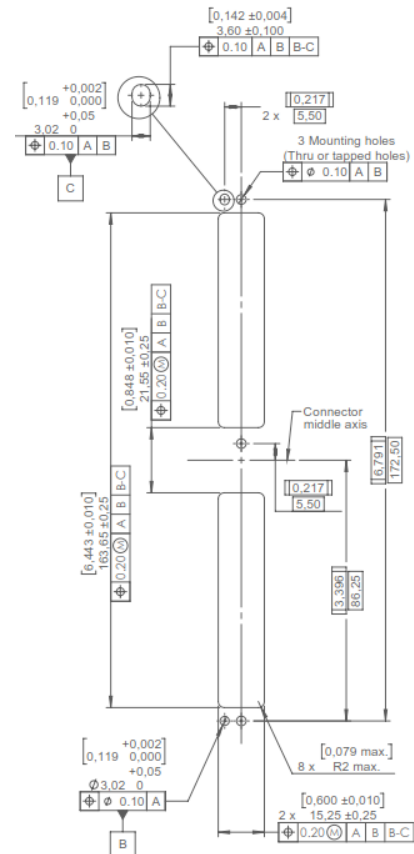 [0,142 ±0,004]
3,60 ±0,100
⌖ 0.10 A B B-C
+0,002
[0,119 0,000]
+0,05
3,02 0
⌖ 0.10 A B
C
[0,217]
2 x 5,50
3 Mounting holes
(Thru or tapped holes)
⌖ ϕ 0.10 A B
[0,848 ±0,010]
21,55 ±0,25
⌖ 0.20 Ⓜ A B B-C
Connector
middle axis
[6,791]
172,50
[0,217]
5,50
[6,443 ±0,010]
163,65 ±0,25
⌖ 0.20 Ⓜ A B B-C
[3,396]
86,25
+0,002
[0,119 0,000]
+0,05
ϕ3,02 0
⌖ ϕ 0.10 A
B
[0,079 max.]
8 x R2 max.
[0,600 ±0,010]
2 x 15,25 ±0,25
⌖ 0.20 Ⓜ A B B-C